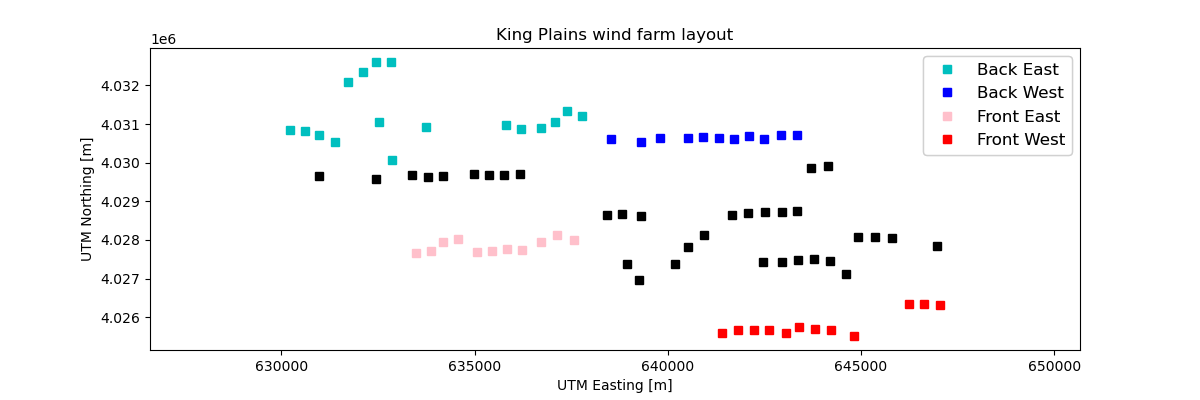 King Plains wind farm layout
1e6
4.032
4.031
4.030
4.029
4.028
4.027
4.026
UTM Northing [m]
Back East
Back West
Front East
Front West
630000 635000 640000 645000 650000
UTM Easting [m]